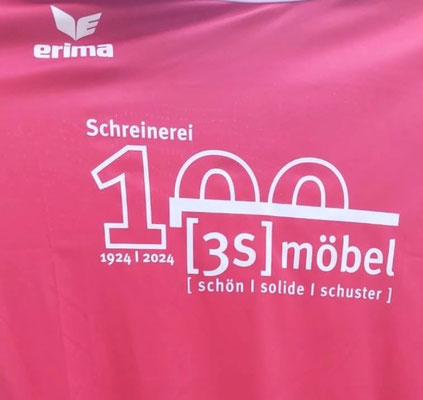 erima
Schreinerei
100
1924 | 2024
[3s] möbel
[ schön | solide | schuster ]